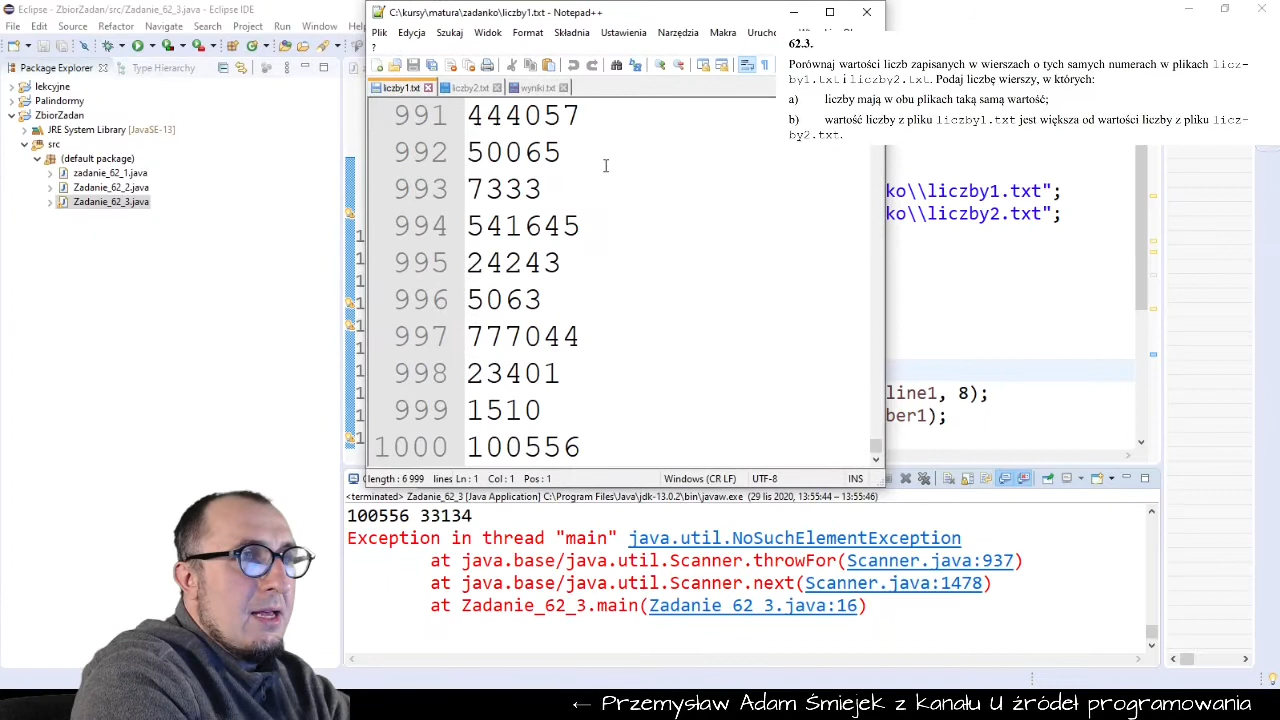 Eclipse - ZbiorZadan/Zadanie_62_3.java - Eclipse IDE
File Edit Source Refactor Navigate Search Project Run
Package Explorer Type Hierarchy
lekcyjne
Palindormy
ZbiorZadan
JRE System Library [JavaSE-13]
src
(default package)
zadanie_62_1.java
Zadanie_62_2.java
Zadanie_62_3.java
C:\kursy\matura\zadanko\liczby1.txt - Notepad++
Plik Edycja Szukaj Widok Format Składnia Ustawienia Narzędzia Makra
?
liczby1.txt liczby2.txt wyniki.txt
991 444057
992 50065
993 7333
994 541645
995 24243
996 5063
997 777044
998 23401
999 1510
1000 100556
length : 6 999 lines Ln : 1 Col : 1 Pos : 1 Windows (CR LF) UTF-8 INS
62.3.
Porównaj wartości liczb zapisanych w wierszach o tych samych numerach w plikach licz-
by1.txt i liczby2.txt. Podaj liczbę wierszy, w których:
a) liczby mają w obu plikach taką samą wartość;
b) wartość liczby z pliku liczby1.txt jest większa od wartości liczby z pliku licz-
by2.txt.
ko\\liczby1.txt";
ko\\liczby2.txt";
line1, 8);
ber1);
<terminated> Zadanie_62_3 [Java Application] C:\Program Files\Java\jdk-13.0.2\bin\javaw.exe (29 lis 2020, 13:55:44 – 13:55:46)
100556 33134
Exception in thread "main" java.util.NoSuchElementException
at java.base/java.util.Scanner.throwFor(Scanner.java:937)
at java.base/java.util.Scanner.next(Scanner.java:1478)
at Zadanie_62_3.main(Zadanie_62_3.java:16)
← Przemysław Adam Śmiejek z kanału U źródeł programowania